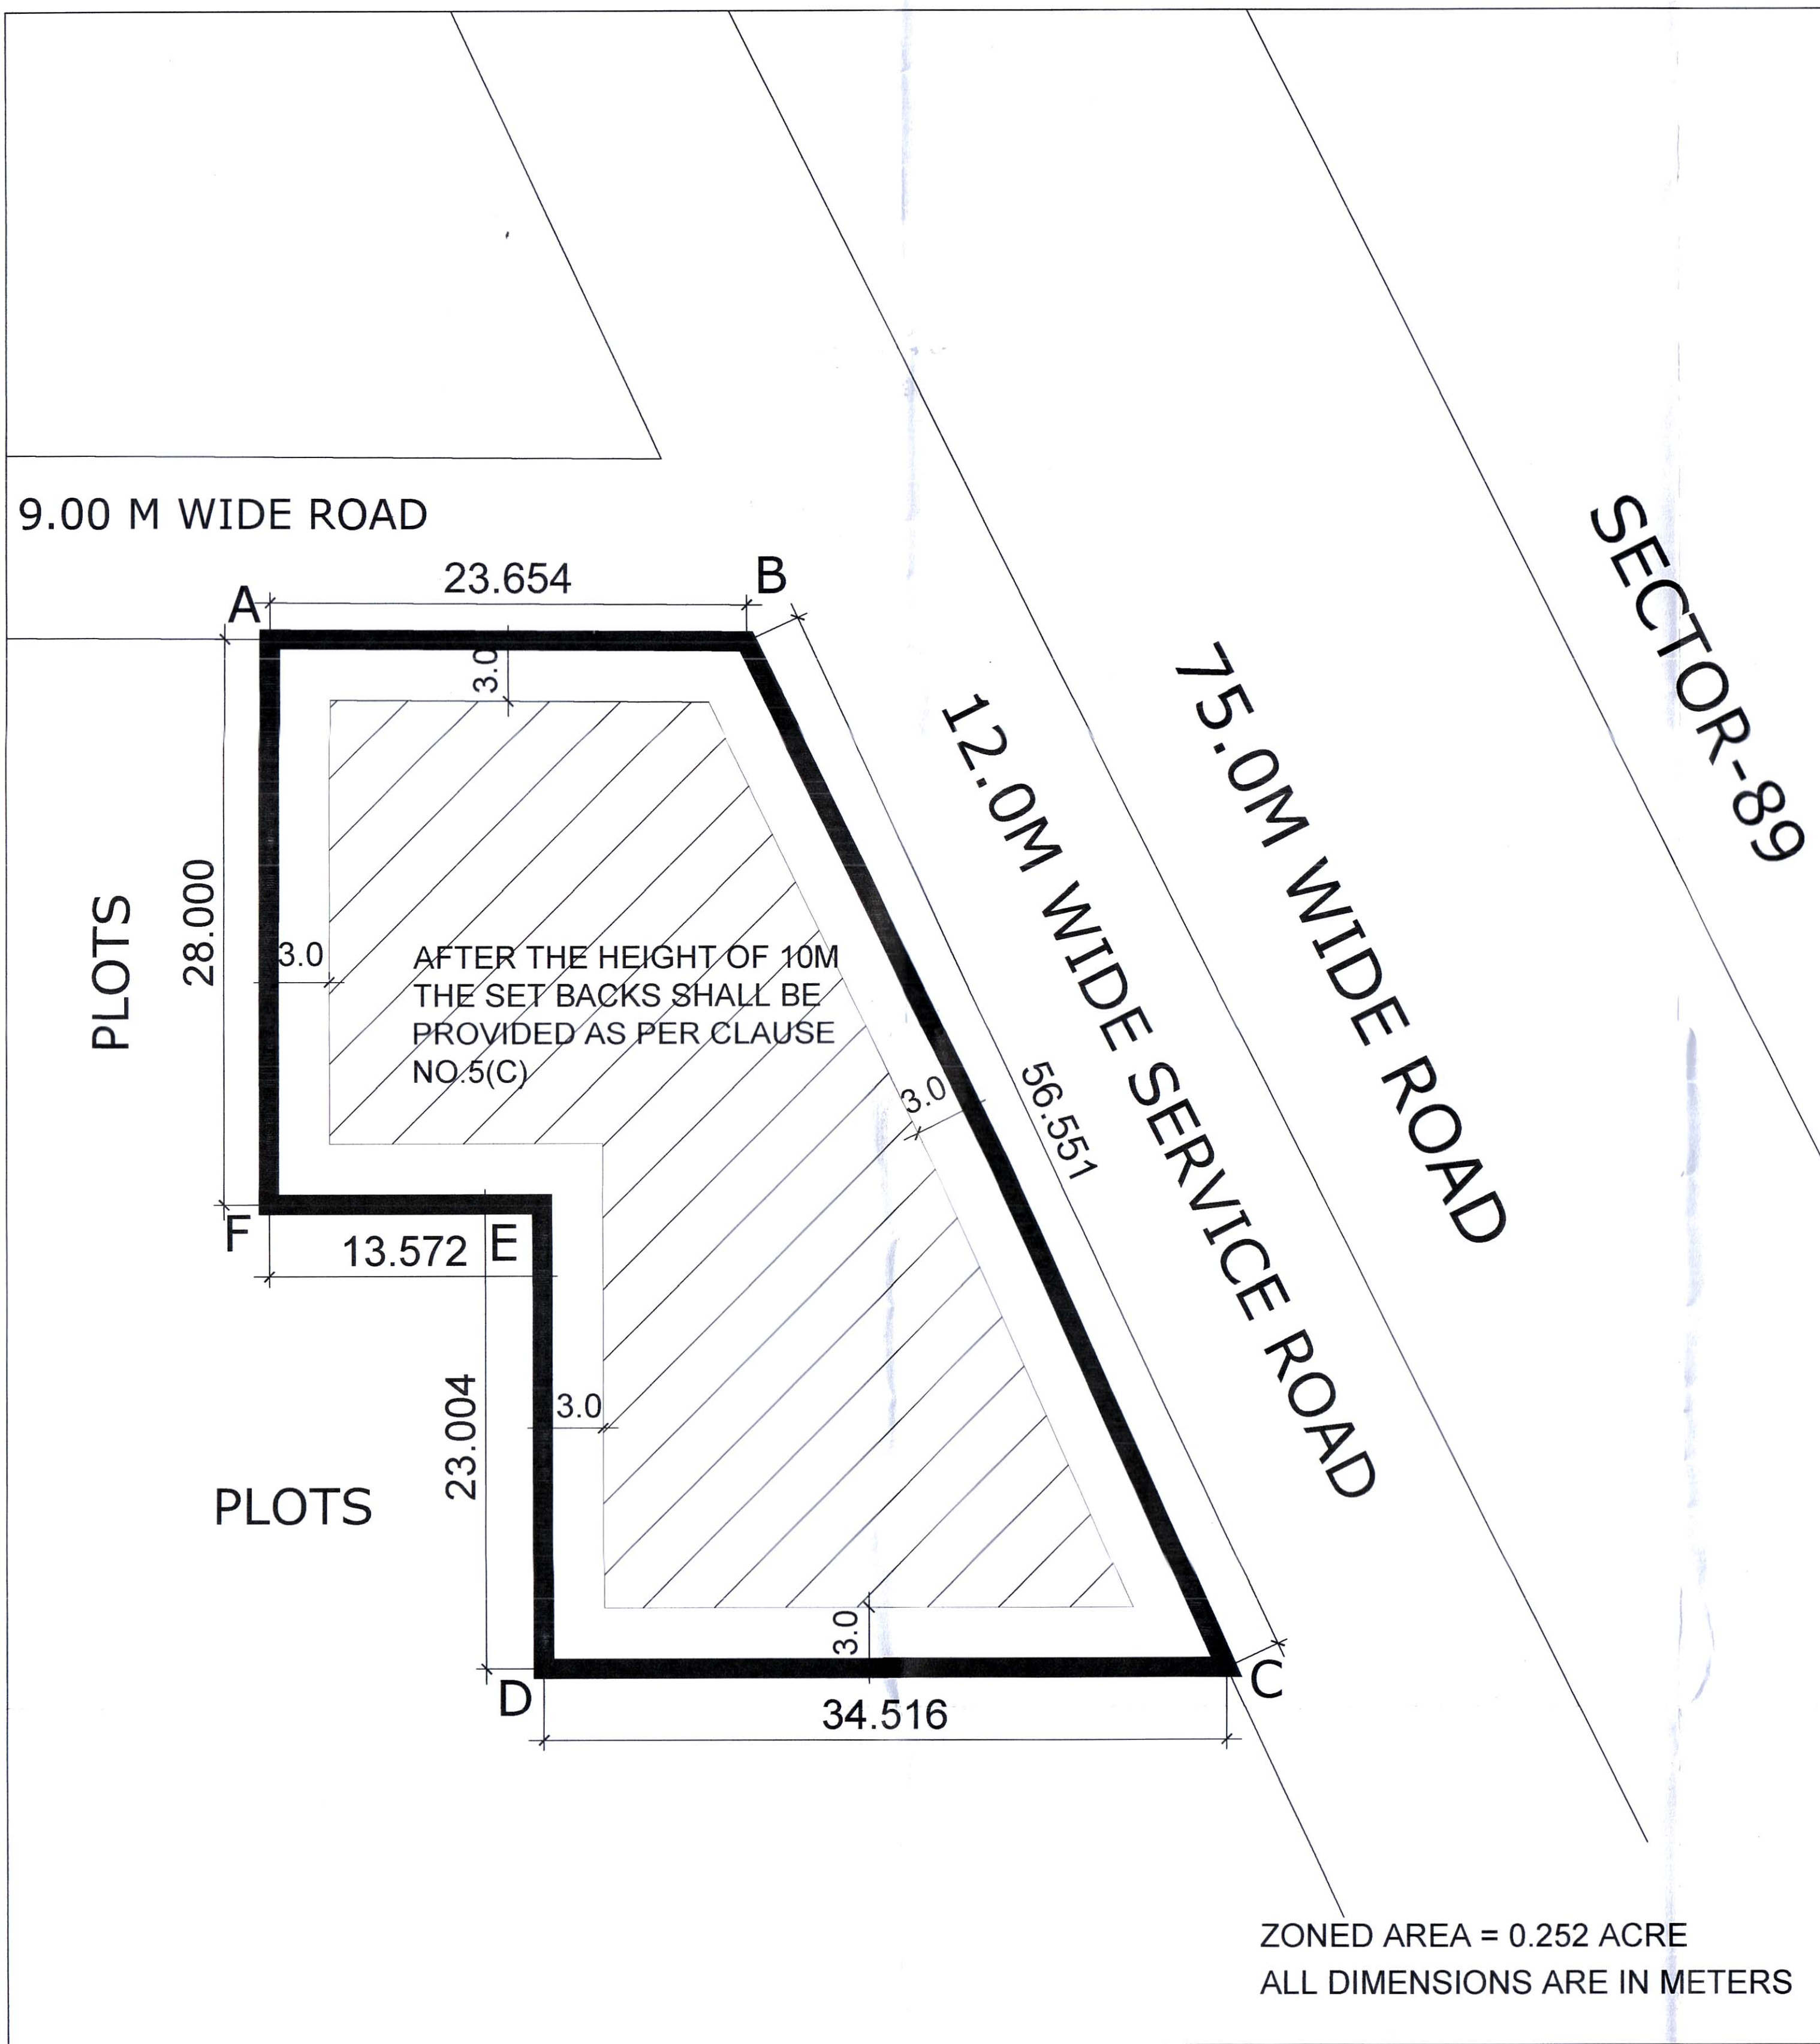 9.00 M WIDE ROAD
23.654
A
B
3.0
SECTOR-89
75.0M WIDE ROAD
12.0M WIDE SERVICE ROAD
56.551
PLOTS
28.000
3.0
AFTER THE HEIGHT OF 10M
THE SET BACKS SHALL BE
PROVIDED AS PER CLAUSE
NO.5(C)
3.0
F
E
13.572
23.004
3.0
PLOTS
3.0
D
C
34.516
ZONED AREA = 0.252 ACRE
ALL DIMENSIONS ARE IN METERS